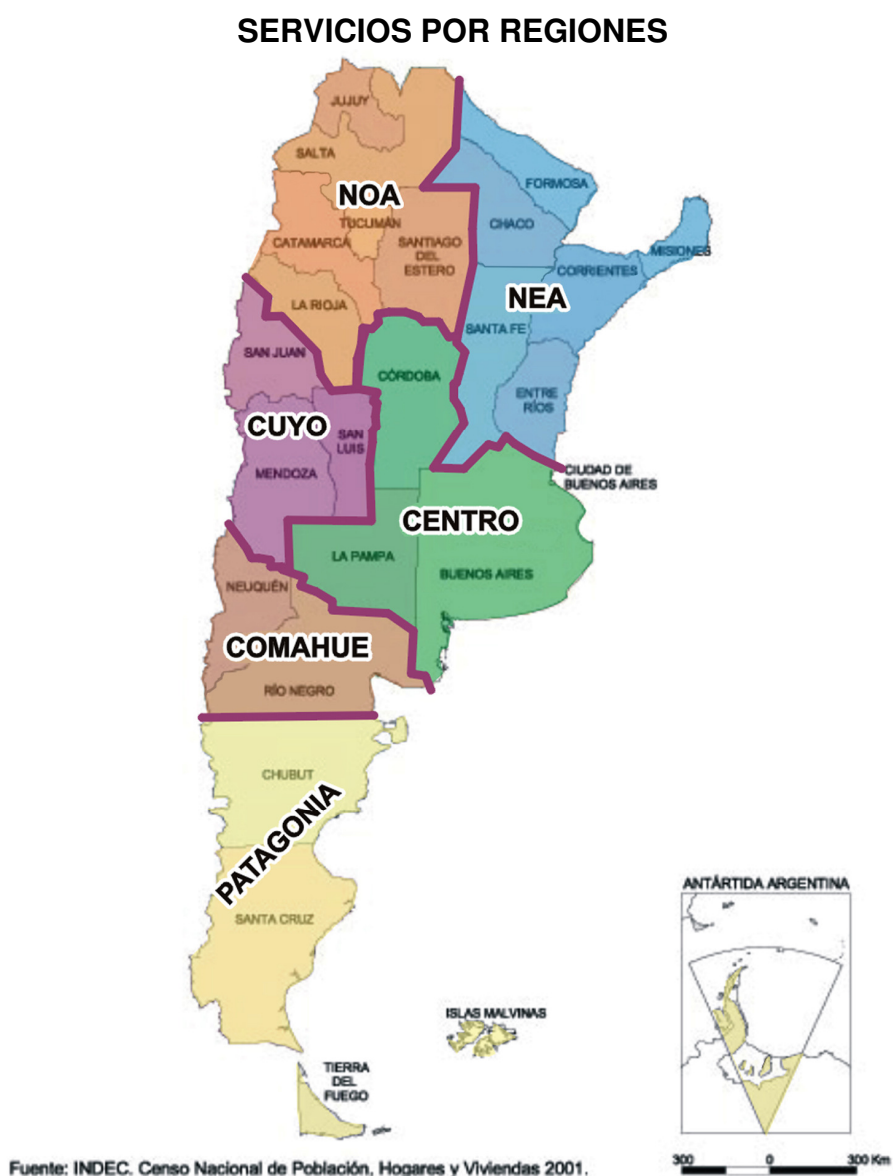 SERVICIOS POR REGIONES
JUJUY
SALTA
NOA
FORMOSA
TUCUMÁN
CHACO
CATAMARCA
SANTIAGO
DEL
ESTERO
MISIONES
CORRIENTES
NEA
LA RIOJA
SANTA FE
SAN JUAN
CÓRDOBA
ENTRE
RÍOS
CUYO
SAN
LUIS
MENDOZA
CIUDAD DE
BUENOS AIRES
CENTRO
LA PAMPA
BUENOS AIRES
NEUQUÉN
COMAHUE
RÍO NEGRO
CHUBUT
PATAGONIA
SANTA CRUZ
ANTÁRTIDA ARGENTINA
ISLAS MALVINAS
TIERRA
DEL
FUEGO
300 0 300 Km
Fuente: INDEC. Censo Nacional de Población, Hogares y Viviendas 2001.